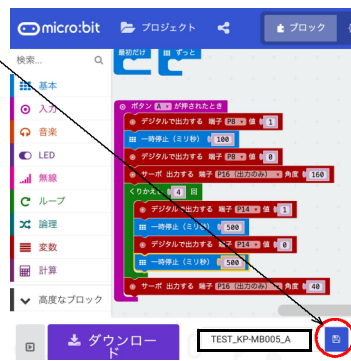 micro:bit
プロジェクト
ブロック
検索...
最初だけ
ずっと
基本
入力
音楽
LED
無線
ループ
論理
変数
計算
高度なブロック
ボタン A が押されたとき
デジタルで出力する 端子 P8 値 1
一時停止（ミリ秒） 100
デジタルで出力する 端子 P8 値 0
サーボ 出力する 端子 P16（出力のみ） 角度 160
くりかえし 4 回
デジタルで出力する 端子 P14 値 1
一時停止（ミリ秒） 500
デジタルで出力する 端子 P14 値 0
一時停止（ミリ秒） 500
サーボ 出力する 端子 P16（出力のみ） 角度 40
ダウンロー
ド
TEST_KP-MB005_A